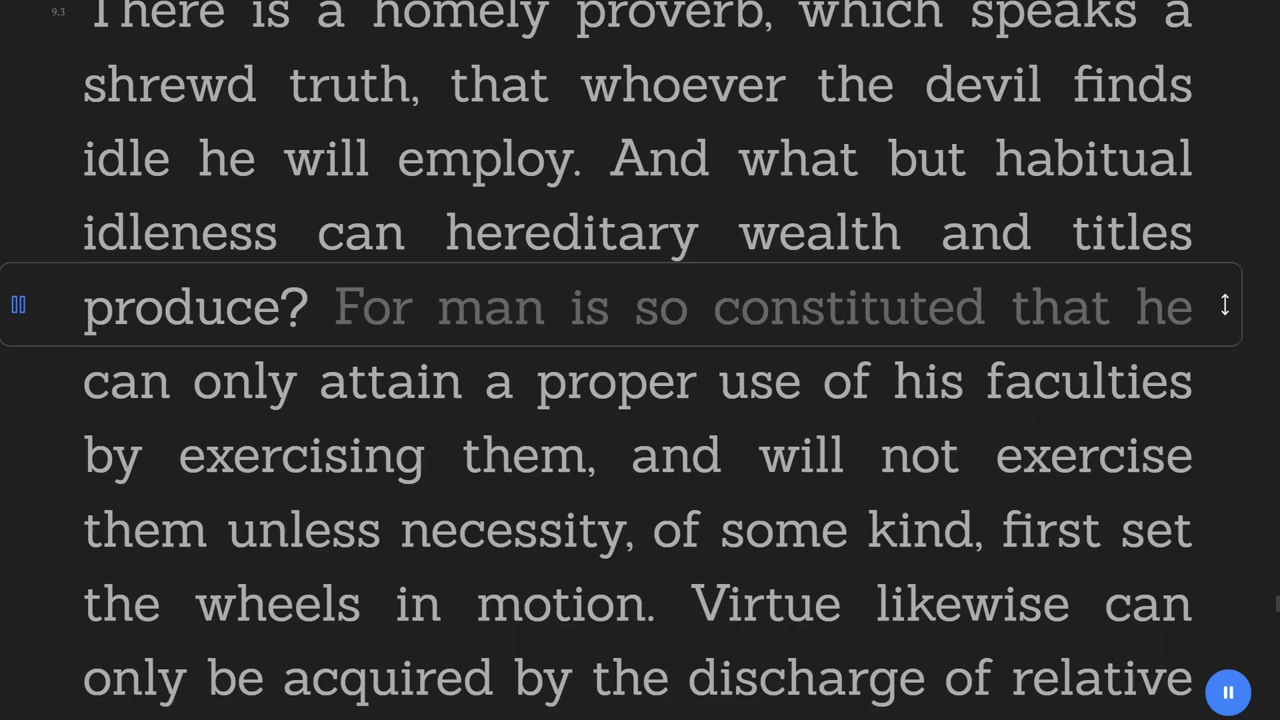 9.3
There is a homely proverb, which speaks a
shrewd truth, that whoever the devil finds
idle he will employ. And what but habitual
idleness can hereditary wealth and titles
produce? For man is so constituted that he
can only attain a proper use of his faculties
by exercising them, and will not exercise
them unless necessity, of some kind, first set
the wheels in motion. Virtue likewise can
only be acquired by the discharge of relative